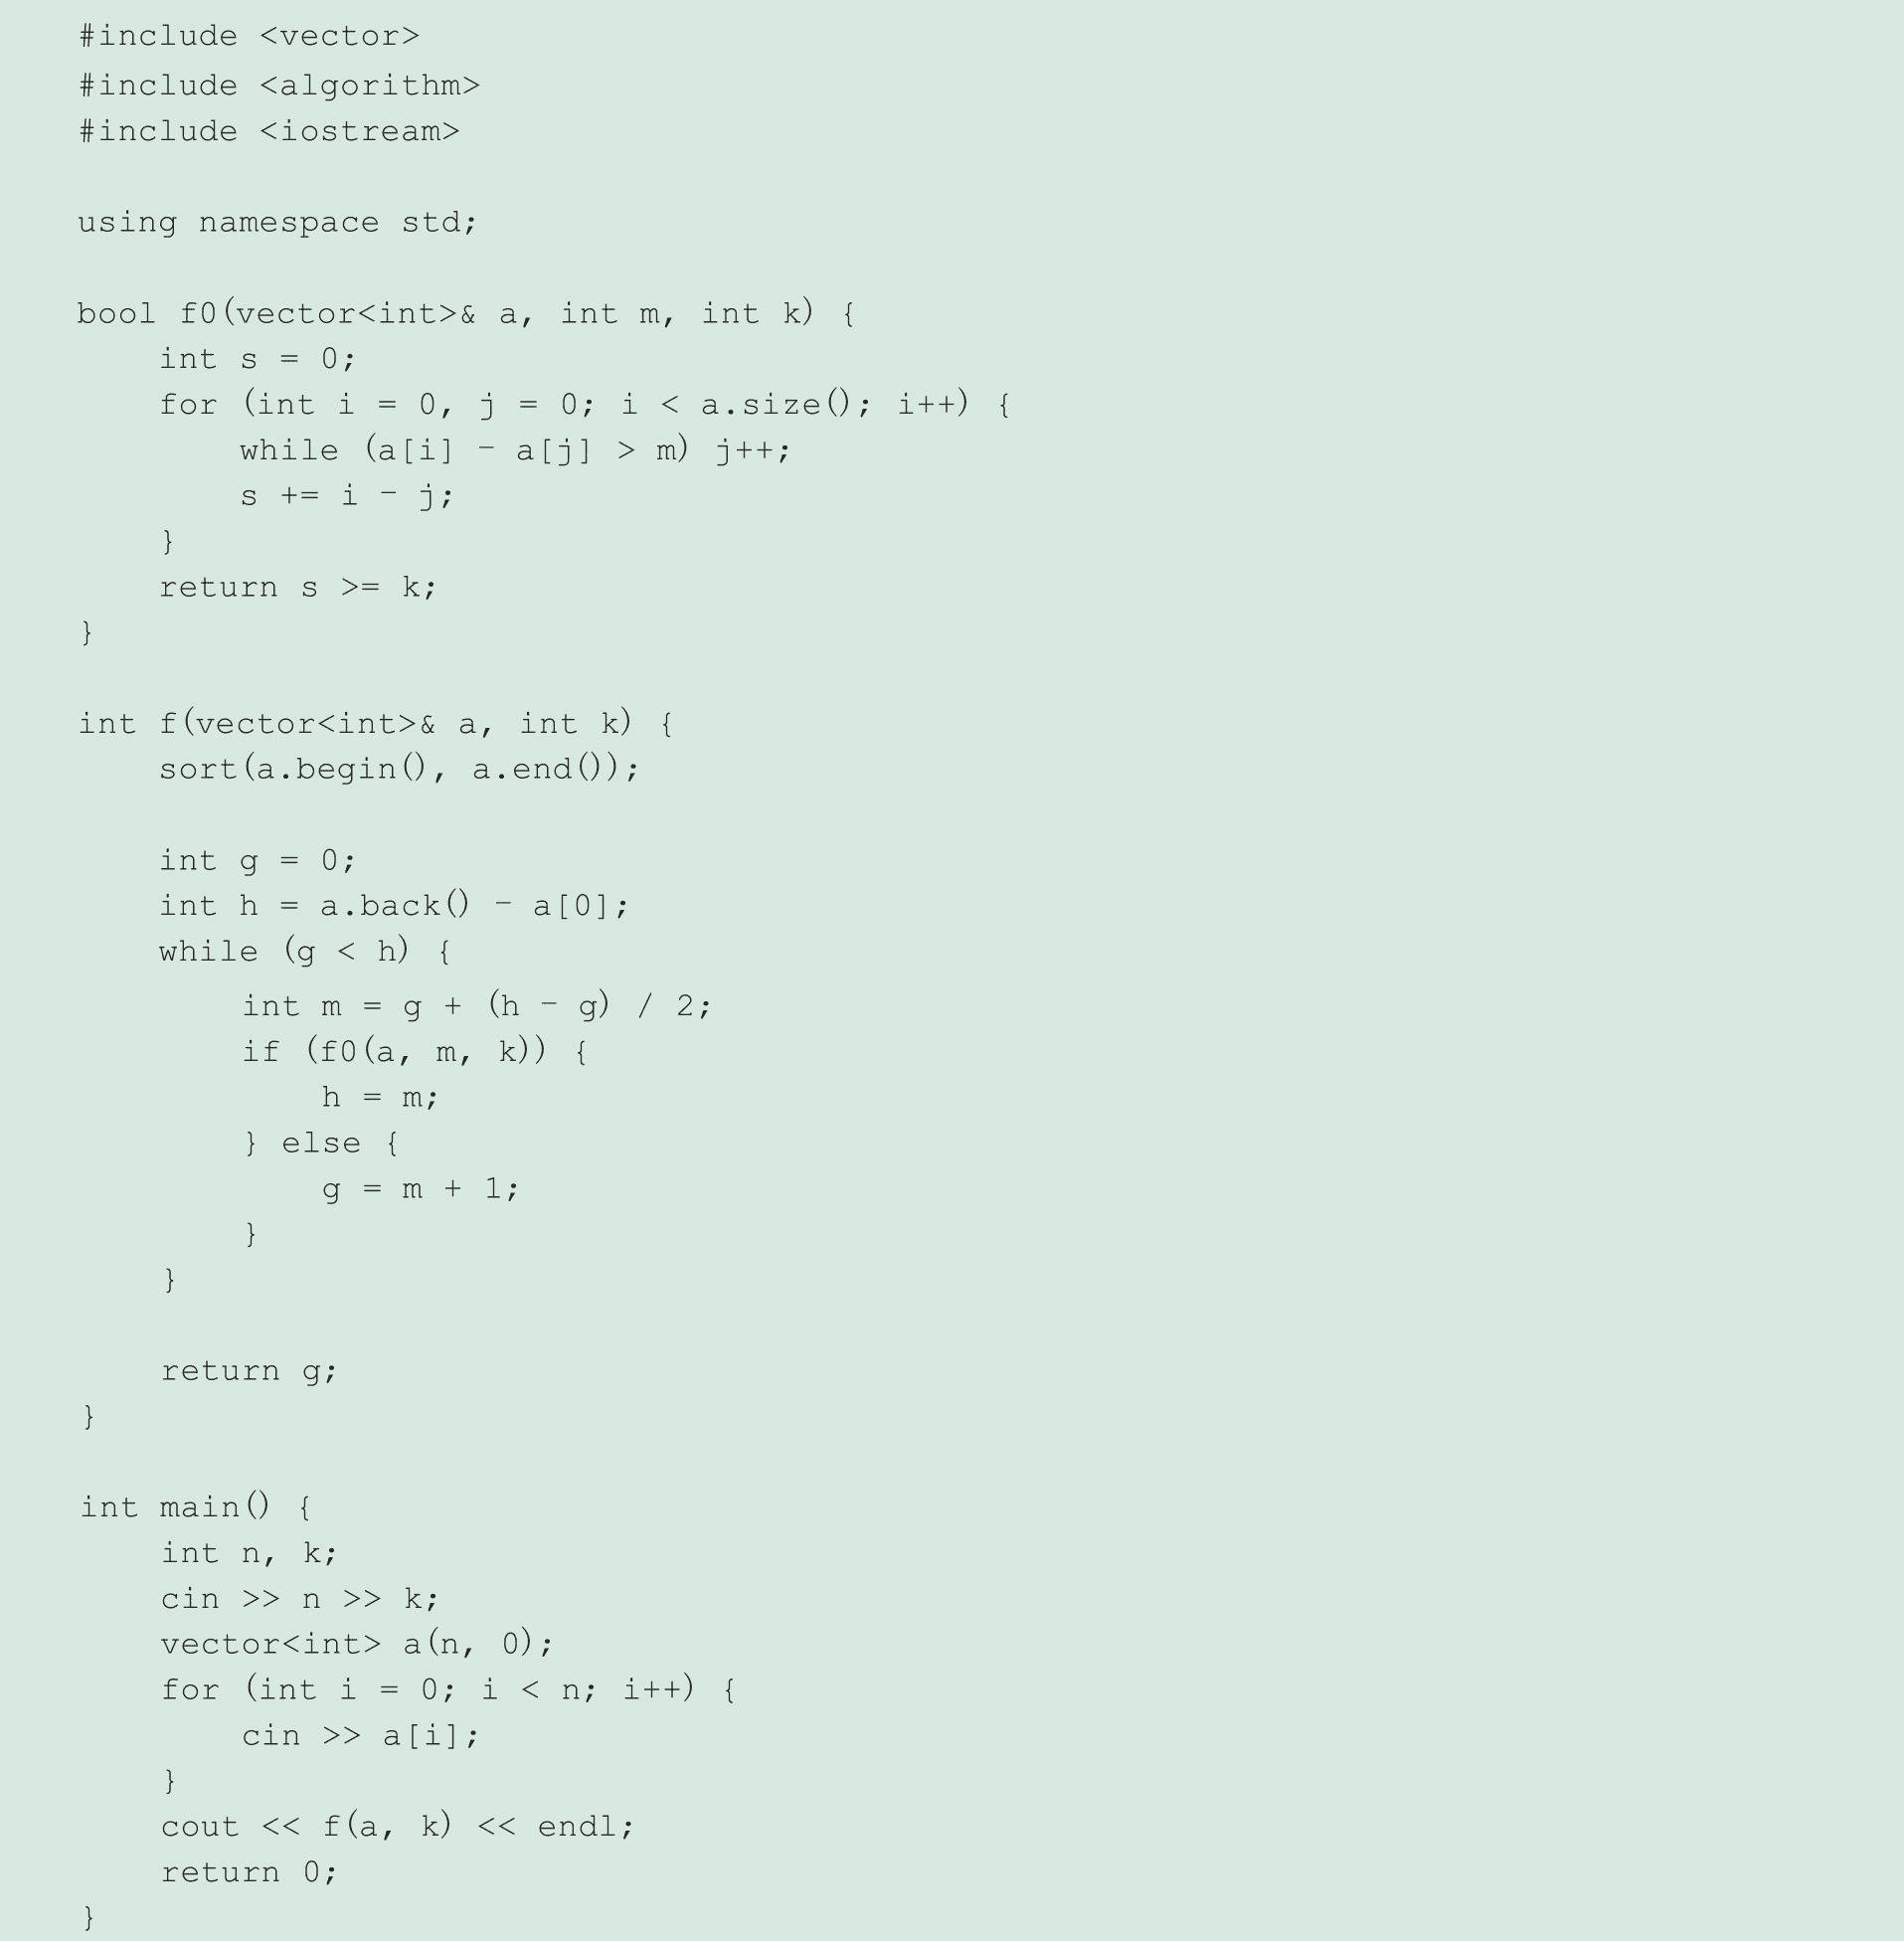 #include <vector>
#include <algorithm>
#include <iostream>

using namespace std;

bool f0(vector<int>& a, int m, int k) {
    int s = 0;
    for (int i = 0, j = 0; i < a.size(); i++) {
        while (a[i] - a[j] > m) j++;
        s += i - j;
    }
    return s >= k;
}

int f(vector<int>& a, int k) {
    sort(a.begin(), a.end());

    int g = 0;
    int h = a.back() - a[0];
    while (g < h) {
        int m = g + (h - g) / 2;
        if (f0(a, m, k)) {
            h = m;
        } else {
            g = m + 1;
        }
    }

    return g;
}

int main() {
    int n, k;
    cin >> n >> k;
    vector<int> a(n, 0);
    for (int i = 0; i < n; i++) {
        cin >> a[i];
    }
    cout << f(a, k) << endl;
    return 0;
}